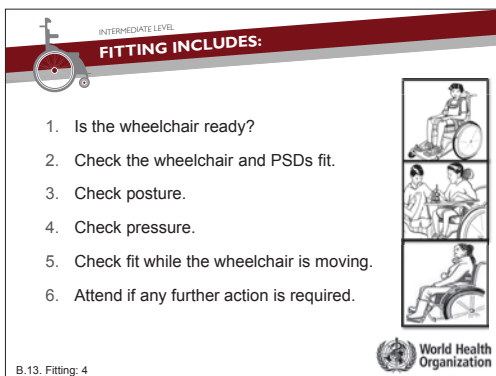 INTERMEDIATE LEVEL
FITTING INCLUDES:
1. Is the wheelchair ready?
2. Check the wheelchair and PSDs fit.
3. Check posture.
4. Check pressure.
5. Check fit while the wheelchair is moving.
6. Attend if any further action is required.
World Health
Organization
B.13. Fitting: 4